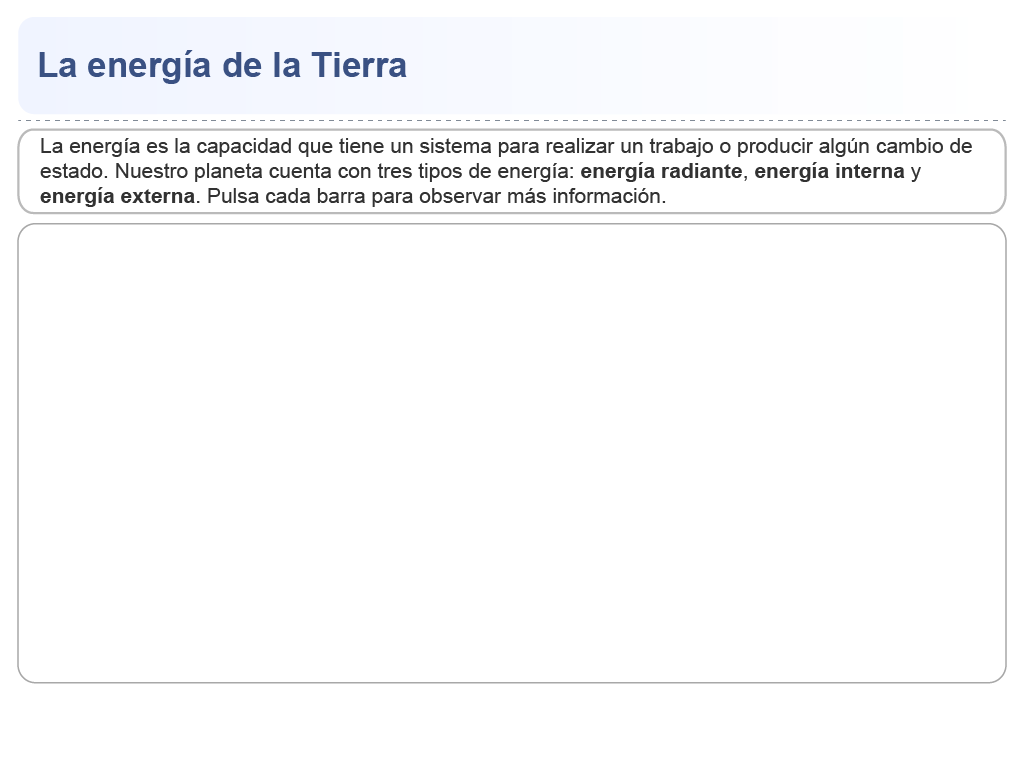 La energía de la Tierra
La energía es la capacidad que tiene un sistema para realizar un trabajo o producir algún cambio de
estado. Nuestro planeta cuenta con tres tipos de energía: energía radiante, energía interna y
energía externa. Pulsa cada barra para observar más información.